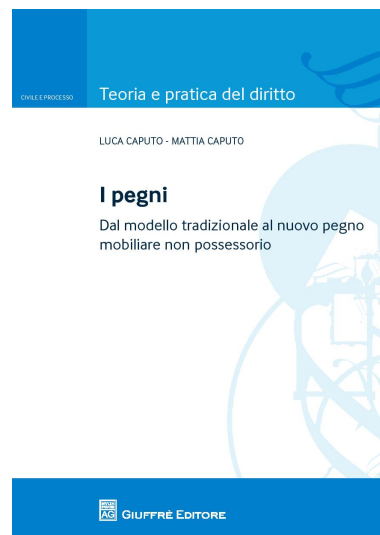 CIVILE E PROCESSO
Teoria e pratica del diritto
LUCA CAPUTO - MATTIA CAPUTO
I pegni
Dal modello tradizionale al nuovo pegno
mobiliare non possessorio
AG GIUFFRÈ EDITORE